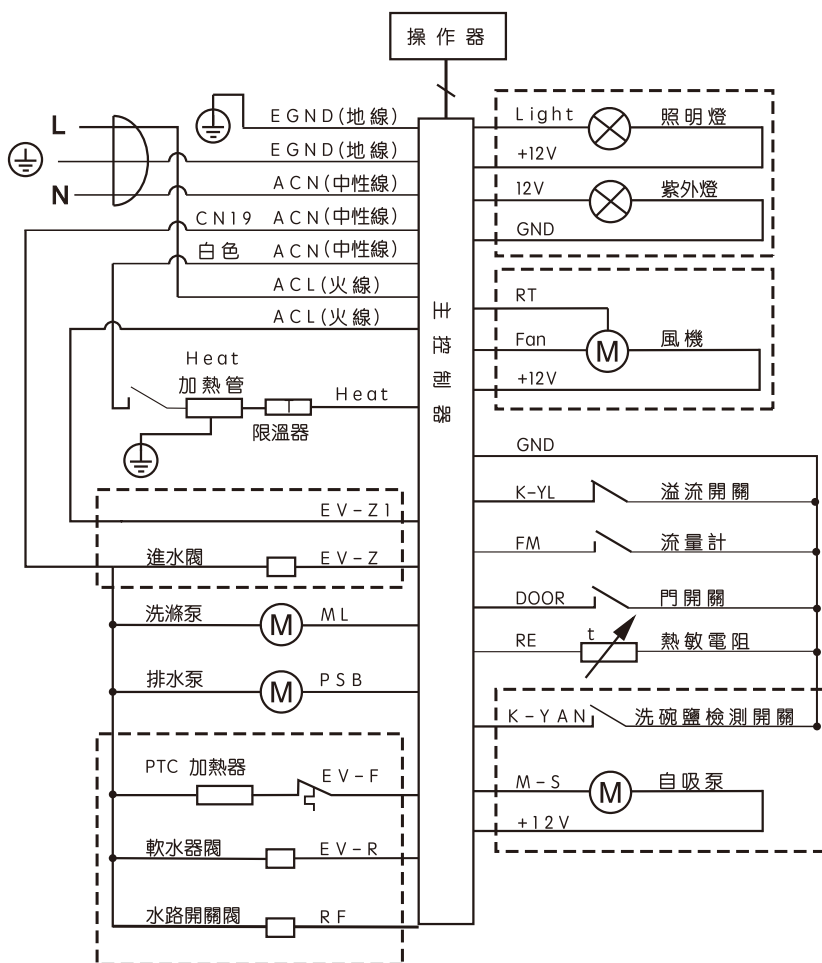 操作器
L
N
EGND(地線)
EGND(地線)
ACN(中性線)
CN19 ACN(中性線)
白色 ACN(中性線)
ACL(火線)
ACL(火線)
Heat
加熱管
Heat
T
限溫器
EV-Z1
進水閥 EV-Z
洗滌泵 M ML
排水泵 M PSB
PTC 加熱器 EV-F
軟水器閥 EV-R
水路開關閥 RF
主控制器
Light 照明燈
+12V
12V 紫外燈
GND
RT
Fan M 風機
+12V
GND
K-YL 溢流開關
FM 流量計
DOOR 門開關
RE t 熱敏電阻
K-YAN 洗碗鹽檢測開關
M-S M 自吸泵
+12V